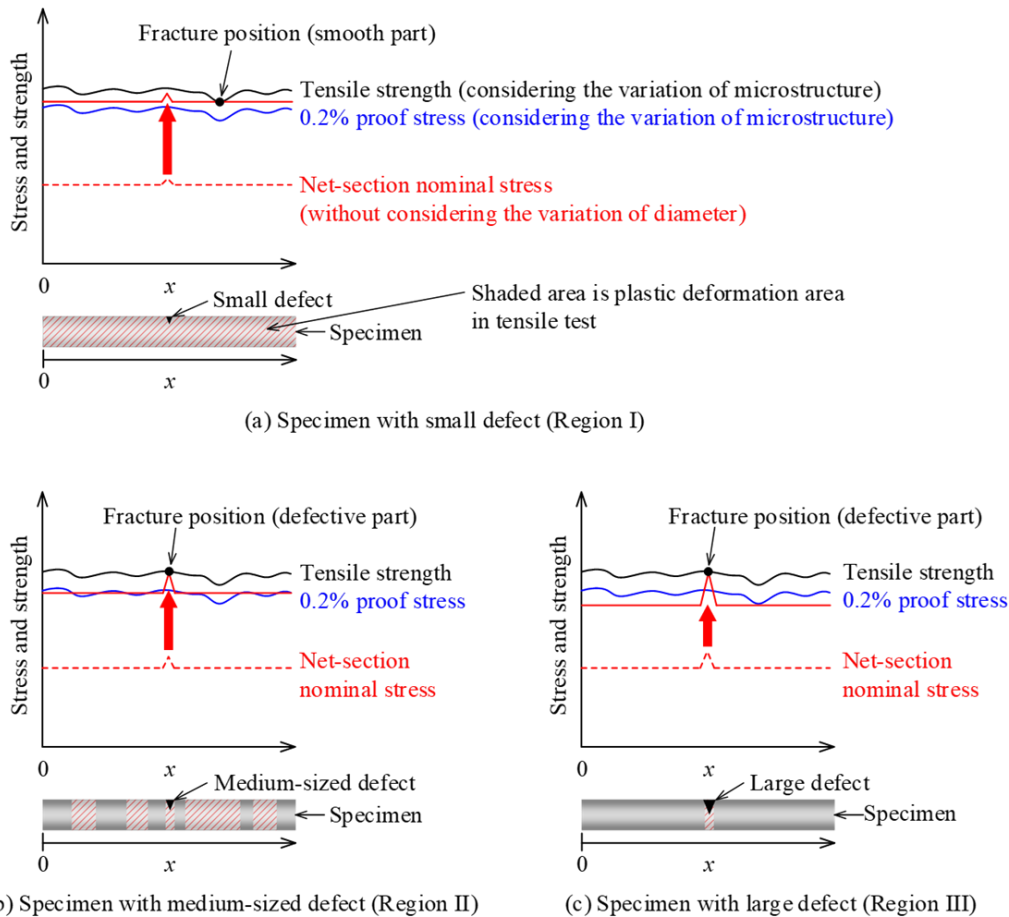 Fracture position (smooth part)
Stress and strength
Tensile strength (considering the variation of microstructure)
0.2% proof stress (considering the variation of microstructure)
Net-section nominal stress
(without considering the variation of diameter)
0
x
Small defect
Shaded area is plastic deformation area
in tensile test
Specimen
0
x
(a) Specimen with small defect (Region I)
Fracture position (defective part)
Stress and strength
Tensile strength
0.2% proof stress
Net-section
nominal stress
0
x
Medium-sized defect
Specimen
0
x
) Specimen with medium-sized defect (Region II)
Fracture position (defective part)
Stress and strength
Tensile strength
0.2% proof stress
Net-section
nominal stress
0
x
Large defect
Specimen
0
x
(c) Specimen with large defect (Region III)